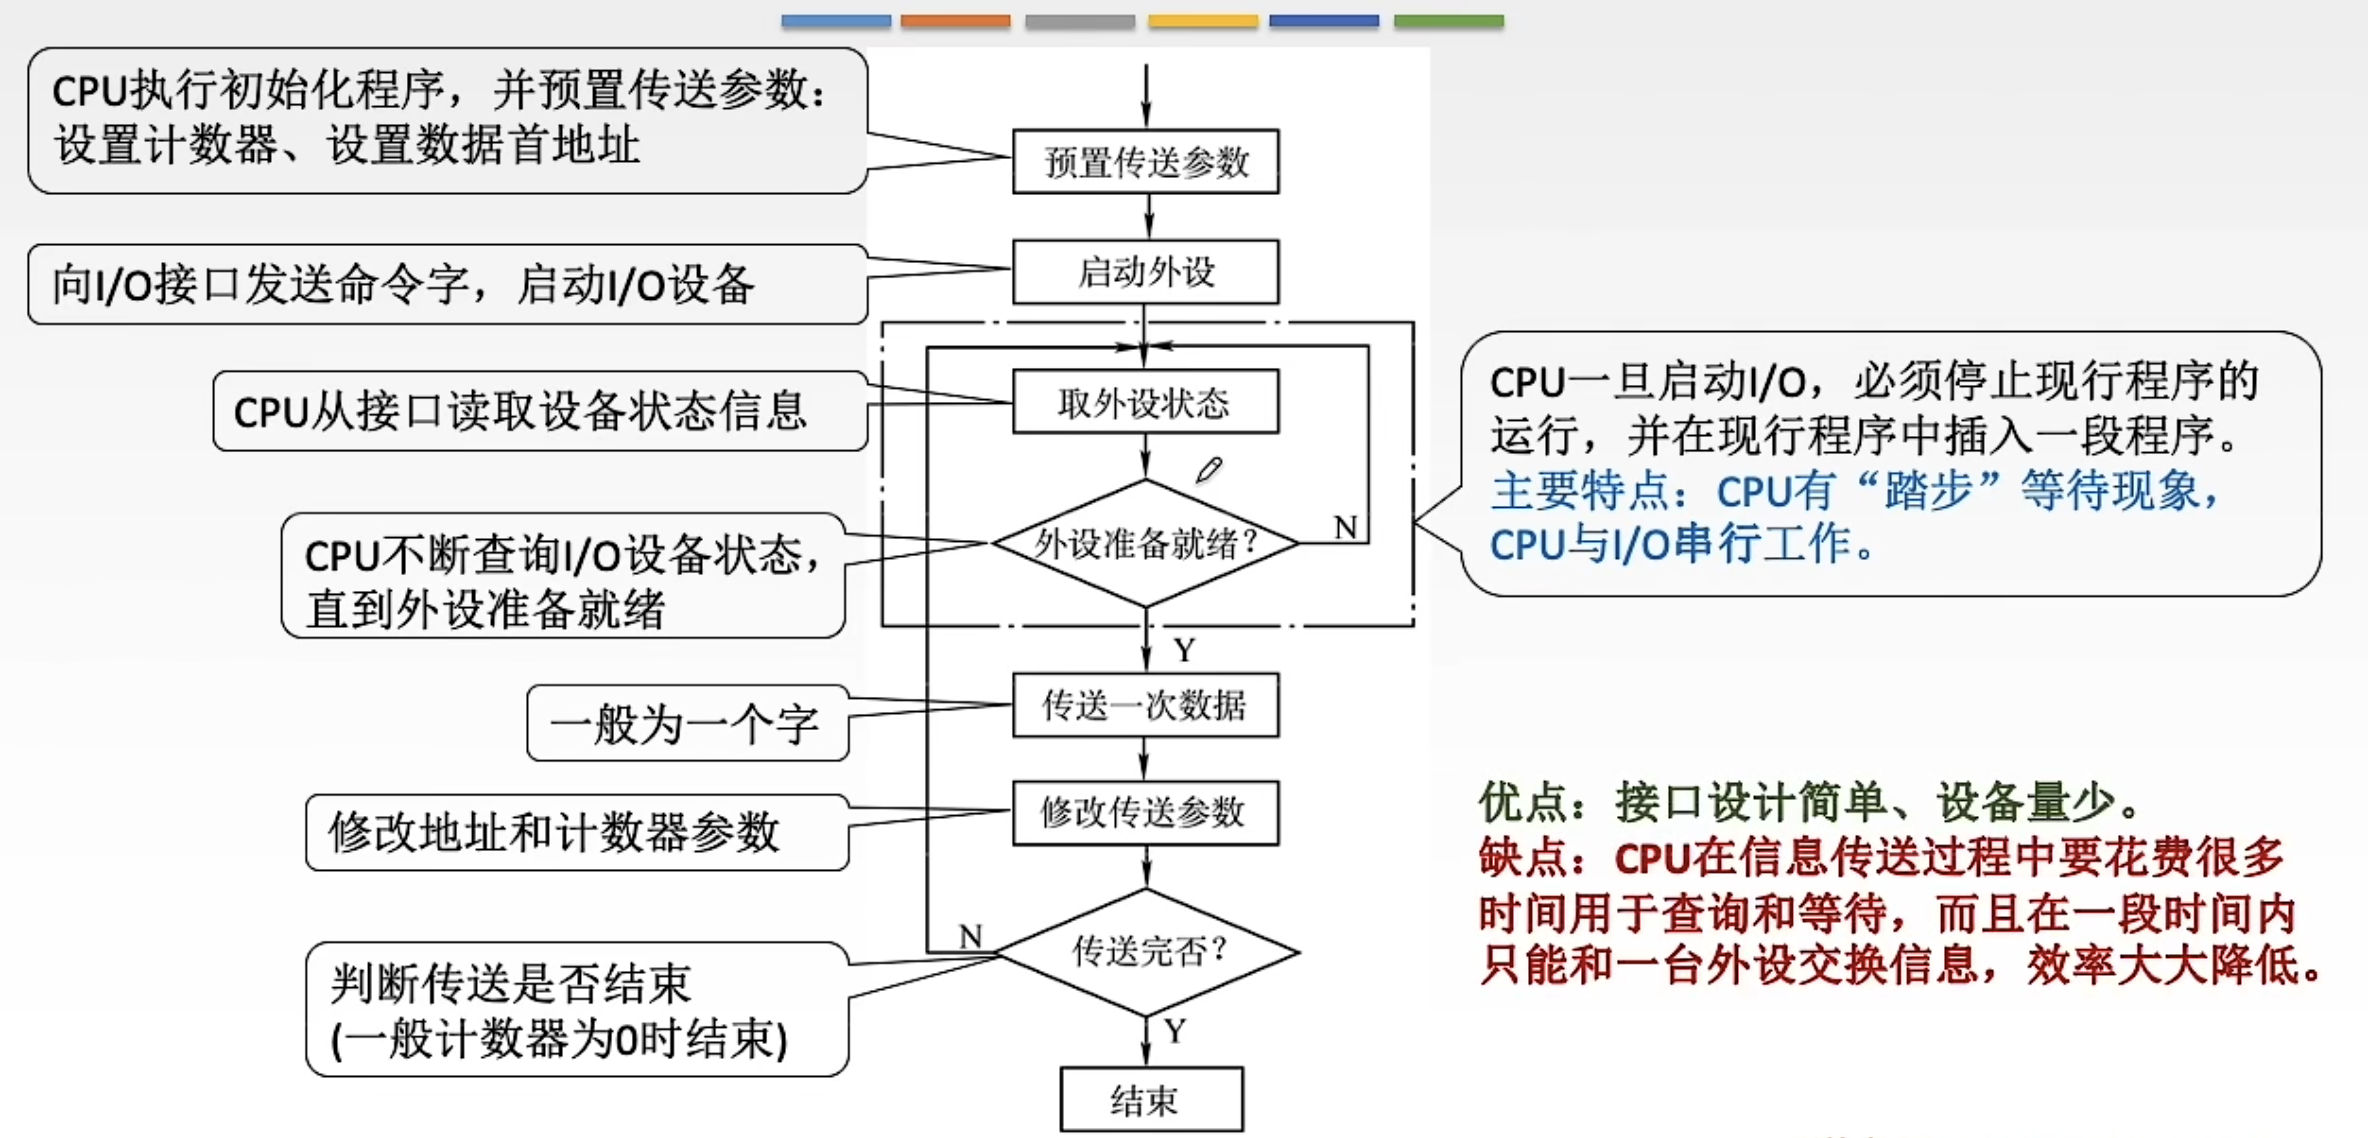 CPU执行初始化程序，并预置传送参数：
设置计数器、设置数据首地址
预置传送参数
向I/O接口发送命令字，启动I/O设备
启动外设
CPU从接口读取设备状态信息
取外设状态
CPU一旦启动I/O，必须停止现行程序的
运行，并在现行程序中插入一段程序。
主要特点：CPU有“踏步”等待现象，
CPU与I/O串行工作。
CPU不断查询I/O设备状态，
直到外设准备就绪
外设准备就绪？
N
Y
一般为一个字
传送一次数据
修改地址和计数器参数
修改传送参数
优点：接口设计简单、设备量少。
缺点：CPU在信息传送过程中要花费很多
时间用于查询和等待，而且在一段时间内
只能和一台外设交换信息，效率大大降低。
判断传送是否结束
(一般计数器为0时结束)
N
传送完否？
Y
结束